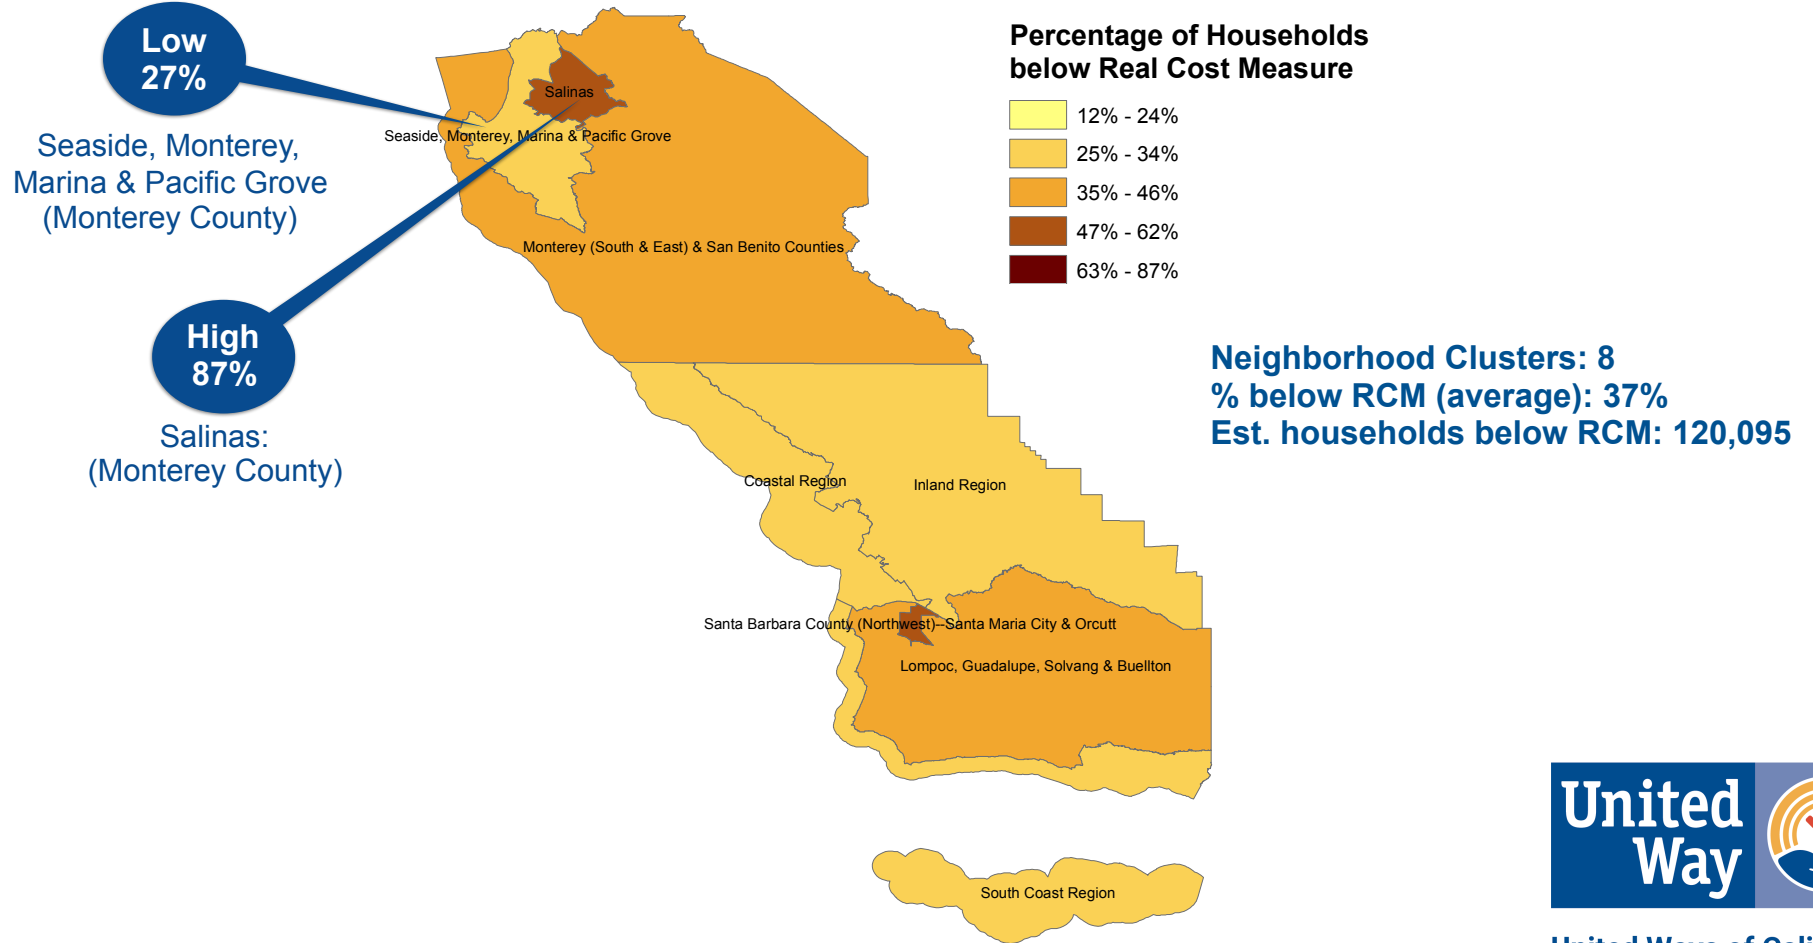 Low
27%
Seaside, Monterey,
Marina & Pacific Grove
(Monterey County)
High
87%
Salinas:
(Monterey County)
Salinas
Seaside, Monterey, Marina & Pacific Grove
Monterey (South & East) & San Benito Counties
Coastal Region
Inland Region
Santa Barbara County (Northwest)--Santa Maria City & Orcutt
Lompoc, Guadalupe, Solvang & Buellton
South Coast Region
Percentage of Households
below Real Cost Measure
12% - 24%
25% - 34%
35% - 46%
47% - 62%
63% - 87%
Neighborhood Clusters: 8
% below RCM (average): 37%
Est. households below RCM: 120,095
United
Way